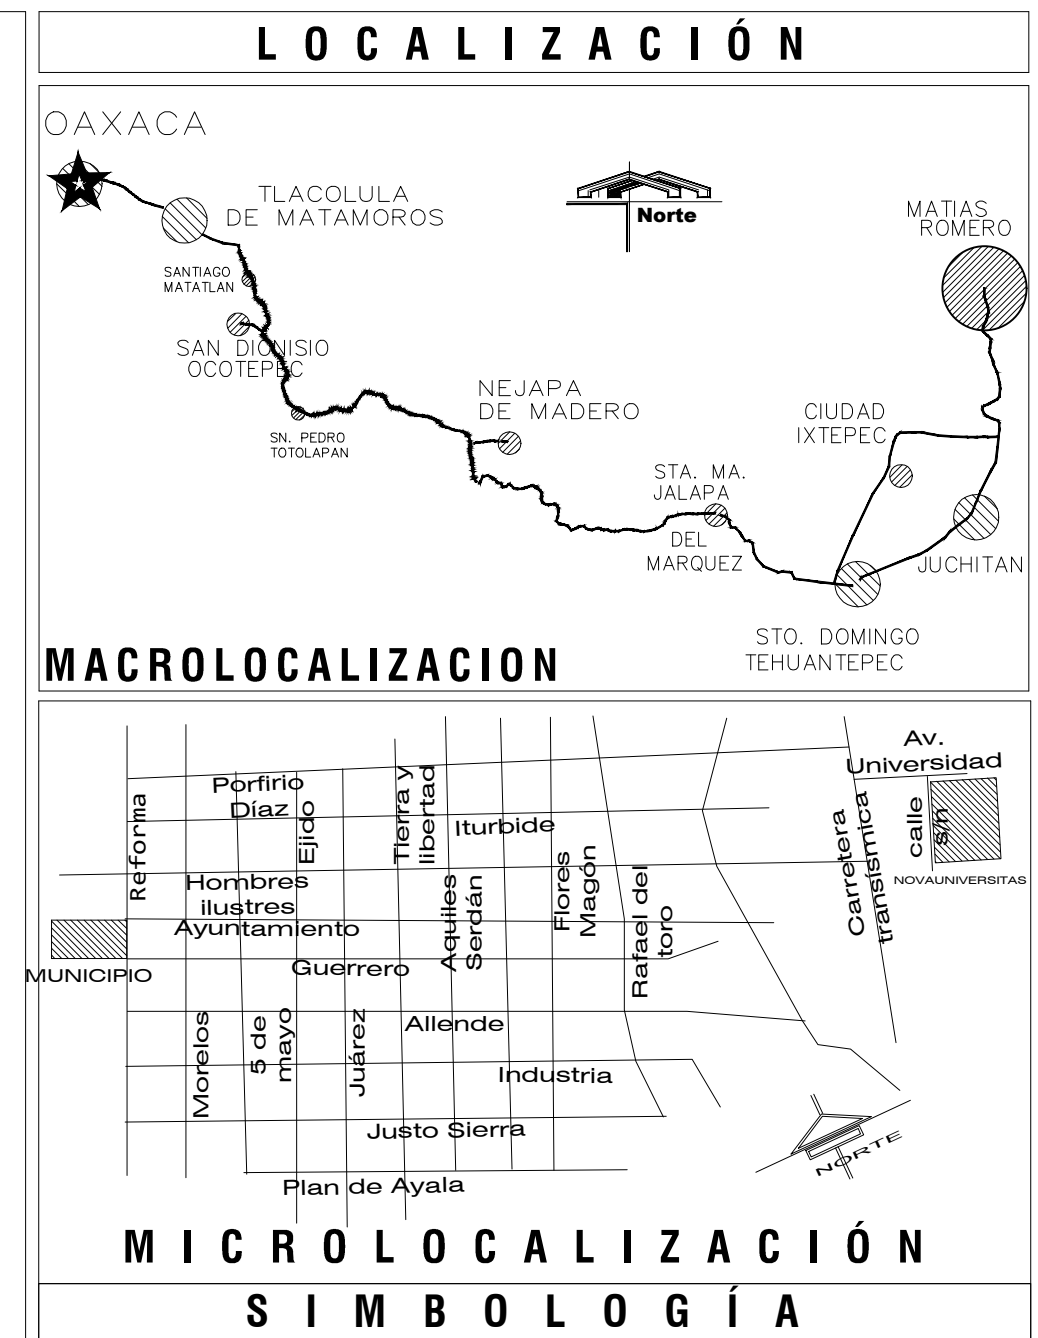 LOCALIZACIÓN
OAXACA
TLACOLULA
DE MATAMOROS
Norte
MATIAS
ROMERO
SANTIAGO
MATATLAN
SAN DIONISIO
OCOTEPEC
NEJAPA
DE MADERO
CIUDAD
IXTEPEC
SN. PEDRO
TOTOLAPAN
STA. MA.
JALAPA
DEL
MARQUEZ
JUCHITAN
STO. DOMINGO
TEHUANTEPEC
MACROLOCALIZACION
Av.
Universidad
Porfirio
Díaz
Reforma
Ejido
Tierra y
libertad
Iturbide
Carretera
transísmica
calle
s/n
NOVAUNIVERSITAS
Hombres
ilustres
Ayuntamiento
Aquiles
Serdán
Flores
Magón
Rafael del
toro
MUNICIPIO
Guerrero
Morelos
5 de
mayo
Juárez
Allende
Industria
Justo Sierra
NORTE
Plan de Ayala
MICROLOCALIZACIÓN
SIMBOLOGÍA